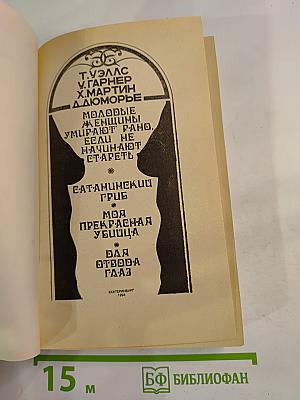 Т. УЭЛЛС
У. ГАРНЕР
Х. МАРТИН
Д. ДЮМОРЬЕ
МОЛОДЫЕ
ЖЕНЩИНЫ
УМИРАЮТ РАНО,
ЕСЛИ НЕ
НАЧИНАЮТ
СТАРЕТЬ
САТАНИНСКИЙ
ГРИБ
МОЯ
ПРЕКРАСНАЯ
УБИЙЦА
ДЛЯ
ОТВОДА
ГЛАЗ
ЕКАТЕРИНБУРГ
1994
15 м
БФ БИБЛИОФАН